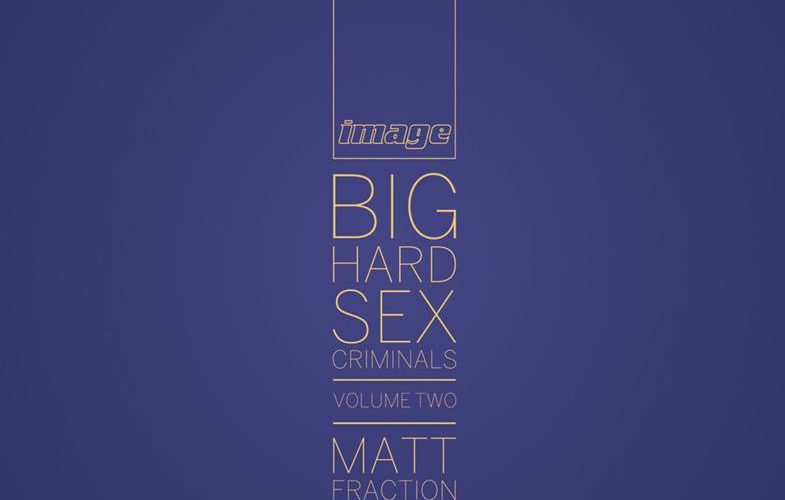 image
BIG
HARD
SEX
CRIMINALS
VOLUME TWO
MATT
FRACTION